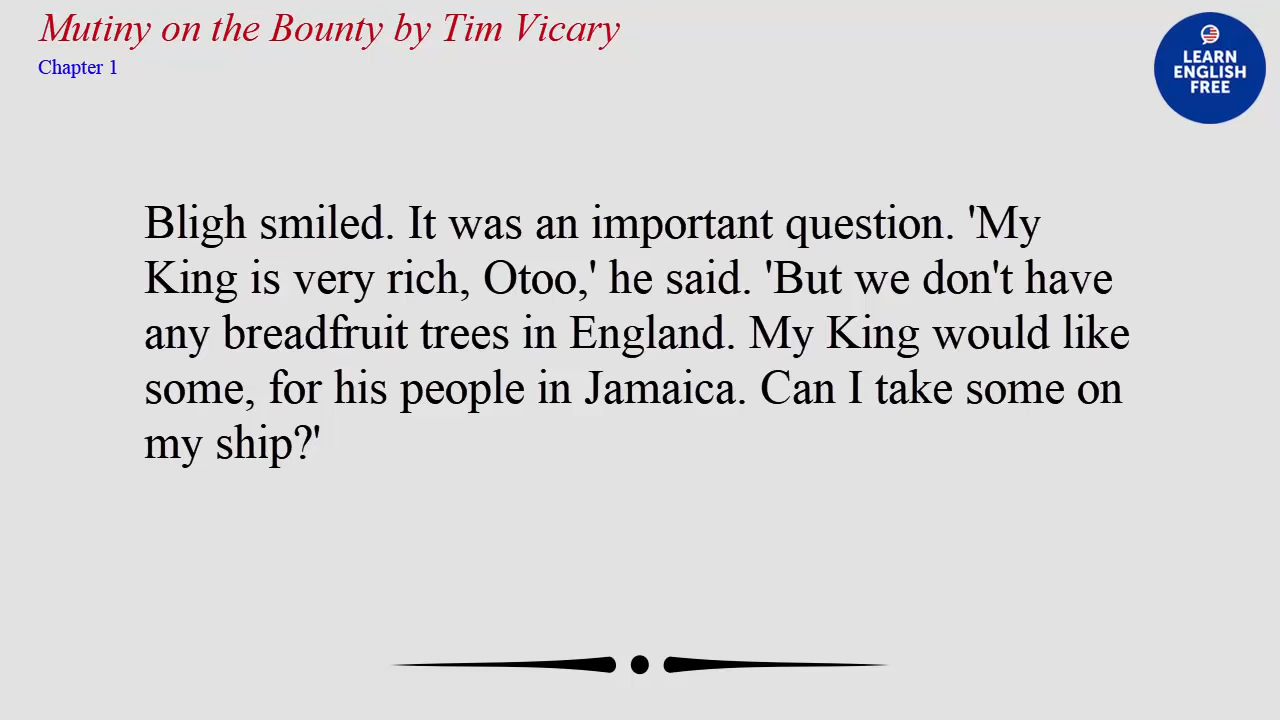 Mutiny on the Bounty by Tim Vicary
Chapter 1
LEARN
ENGLISH
FREE
Bligh smiled. It was an important question. 'My
King is very rich, Otoo,' he said. 'But we don't have
any breadfruit trees in England. My King would like
some, for his people in Jamaica. Can I take some on
my ship?'